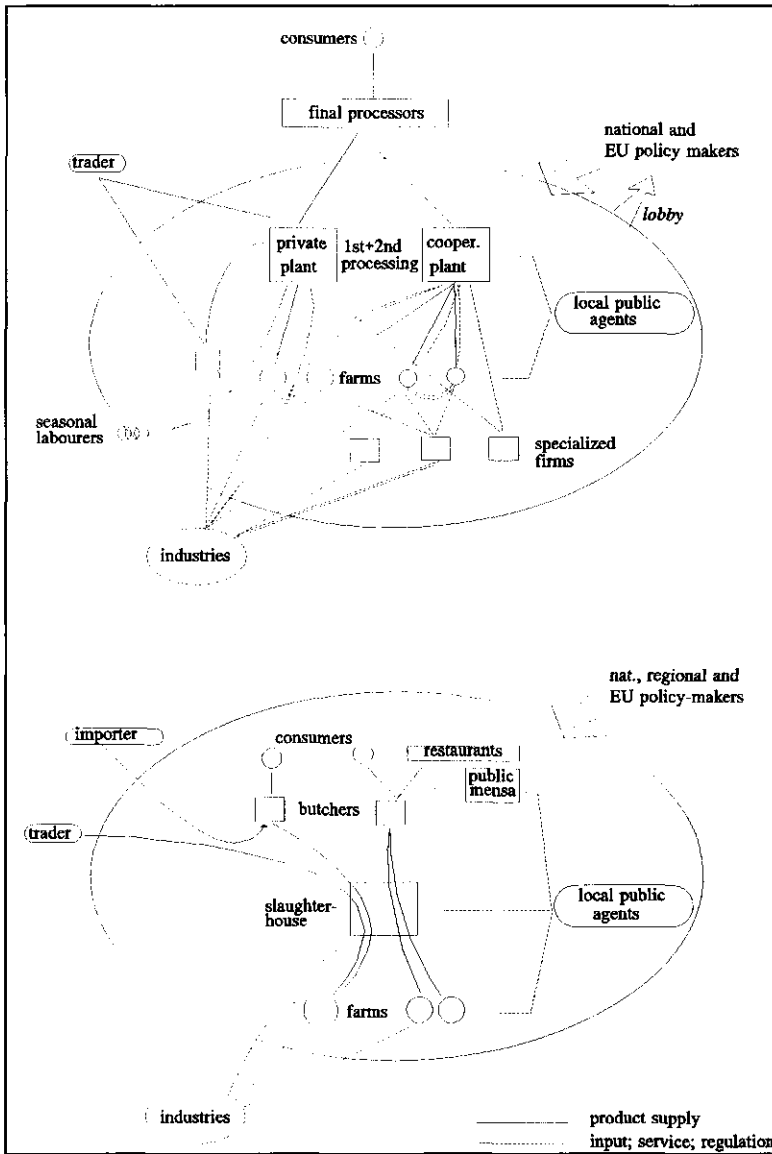 consumers
final processors
national and
EU policy makers
trader
lobby
private
plant
1st+2nd
processing
cooper.
plant
local public
agents
farms
seasonal
labourers
specialized
firms
industries
nat., regional and
EU policy-makers
importer
consumers
restaurants
public
mensa
butchers
trader
slaughter-
house
local public
agents
farms
industries
product supply
input; service; regulation